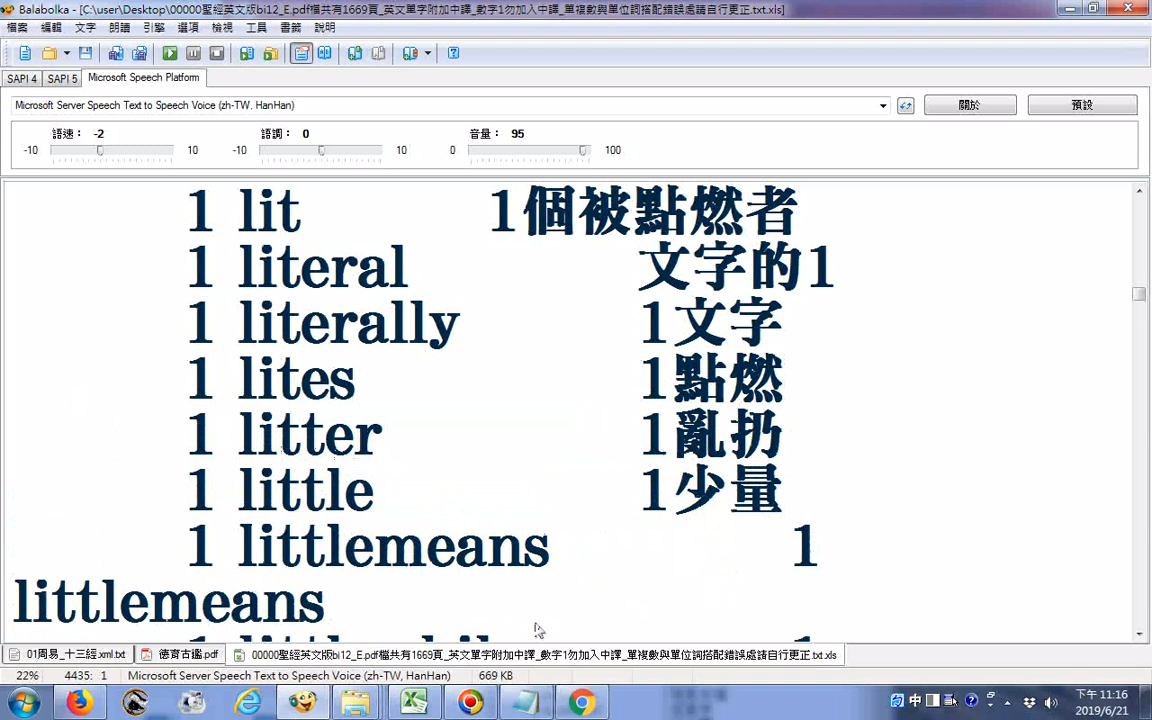 Balabolka - [C:\user\Desktop\00000聖經英文版bi12_E.pdf檔共有1669頁_英文單字附加中譯_數字1勿加入中譯_單複數與單位詞搭配錯誤處請自行更正.txt.xls]
檔案 編輯 文字 朗讀 引擎 選項 檢視 工具 書籤 說明
SAPI 4 SAPI 5 Microsoft Speech Platform
Microsoft Server Speech Text to Speech Voice (zh-TW, HanHan) 關於 預設
語速： -2 語調： 0 音量： 95
-10 10 -10 10 0 100
1 lit 1個被點燃者
1 literal 文字的1
1 literally 1文字
1 lites 1點燃
1 litter 1亂扔
1 little 1少量
1 littlemeans 1
littlemeans
01周易_十三經.xml.txt 德育古鑑.pdf 00000聖經英文版bi12_E.pdf檔共有1669頁_英文單字附加中譯_數字1勿加入中譯_單複數與單位詞搭配錯誤處請自行更正.txt.xls
22% 4435: 1 Microsoft Server Speech Text to Speech Voice (zh-TW, HanHan) 669 KB
中 下午 11:16
2019/6/21